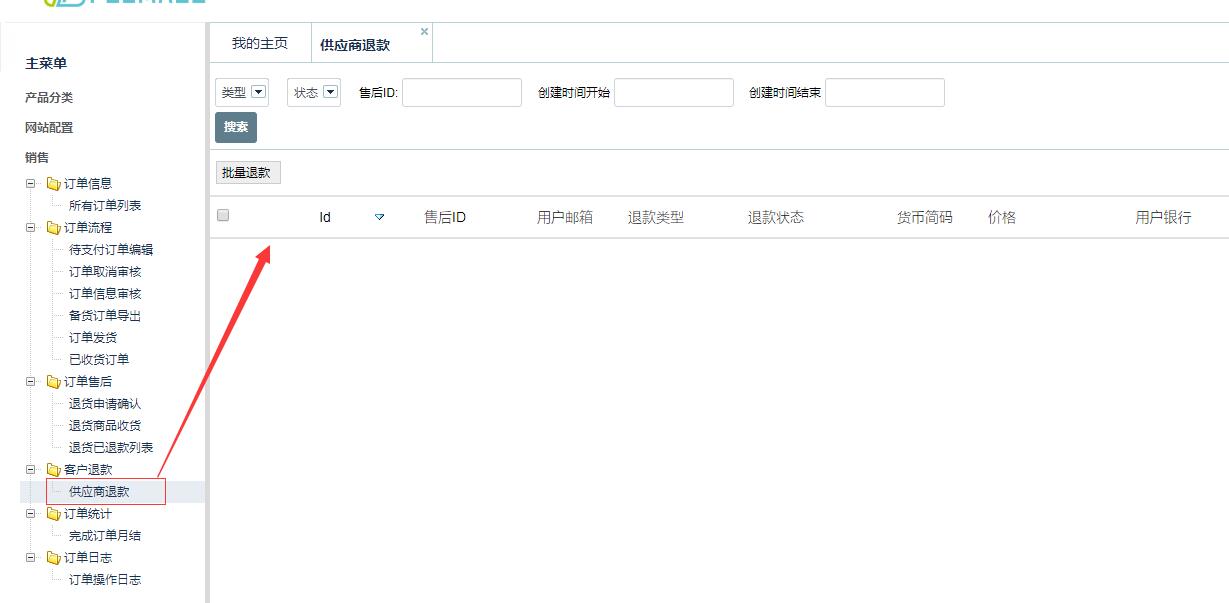 主菜单
产品分类
网站配置
销售
订单信息
所有订单列表
订单流程
待支付订单编辑
订单取消审核
订单信息审核
备货订单导出
订单发货
已收货订单
订单售后
退货申请确认
退货商品收货
退货已退款列表
客户退款
供应商退款
订单统计
完成订单月结
订单日志
订单操作日志
我的主页 供应商退款
类型 状态 售后ID: 创建时间开始 创建时间结束
搜索
批量退款
Id 售后ID 用户邮箱 退款类型 退款状态 货币简码 价格 用户银行